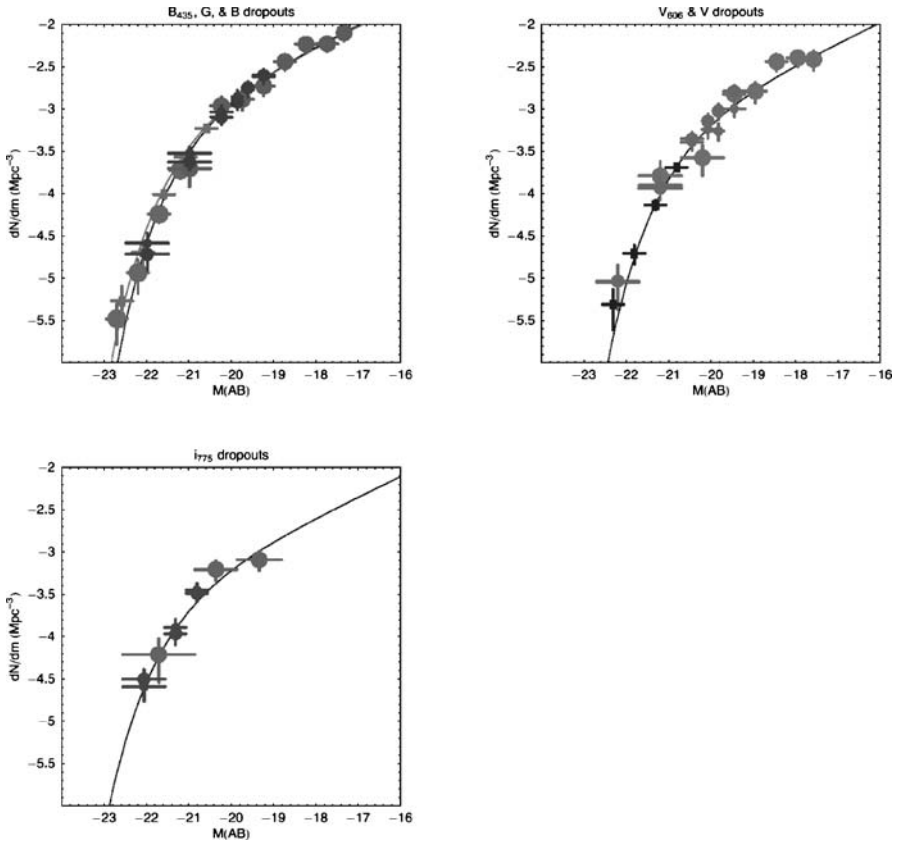 B₄₃₅, G, & B dropouts
−2
−2.5
−3
−3.5
−4
−4.5
−5
−5.5
dN/dm (Mpc⁻³)
−23 −22 −21 −20 −19 −18 −17 −16
M(AB)
V₆₀₆ & V dropouts
−2
−2.5
−3
−3.5
−4
−4.5
−5
−5.5
dN/dm (Mpc⁻³)
−23 −22 −21 −20 −19 −18 −17 −16
M(AB)
i₇₇₅ dropouts
−2
−2.5
−3
−3.5
−4
−4.5
−5
−5.5
dN/dm (Mpc⁻³)
−23 −22 −21 −20 −19 −18 −17 −16
M(AB)